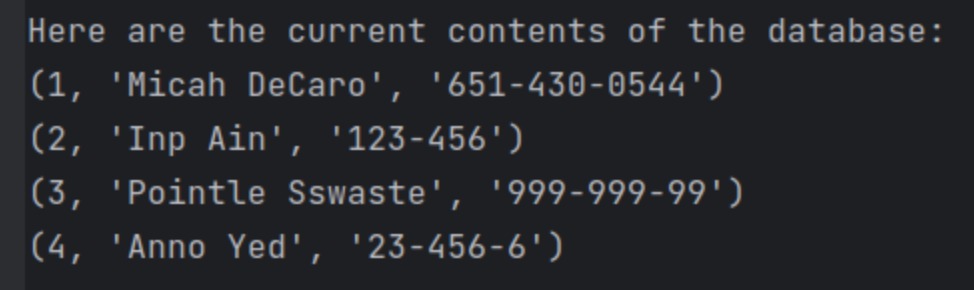 Here are the current contents of the database:
(1, 'Micah DeCaro', '651-430-0544')
(2, 'Inp Ain', '123-456')
(3, 'Pointle Sswaste', '999-999-99')
(4, 'Anno Yed', '23-456-6')